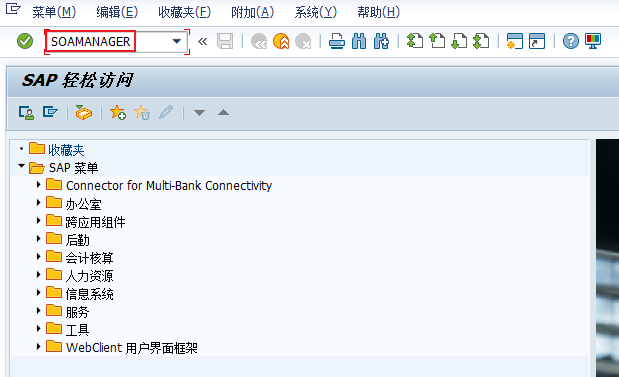 菜单(M) 编辑(E) 收藏夹(F) 附加(A) 系统(Y) 帮助(H)
SOAMANAGER
SAP 轻松访问
收藏夹
SAP 菜单
Connector for Multi-Bank Connectivity
办公室
跨应用组件
后勤
会计核算
人力资源
信息系统
服务
工具
WebClient 用户界面框架